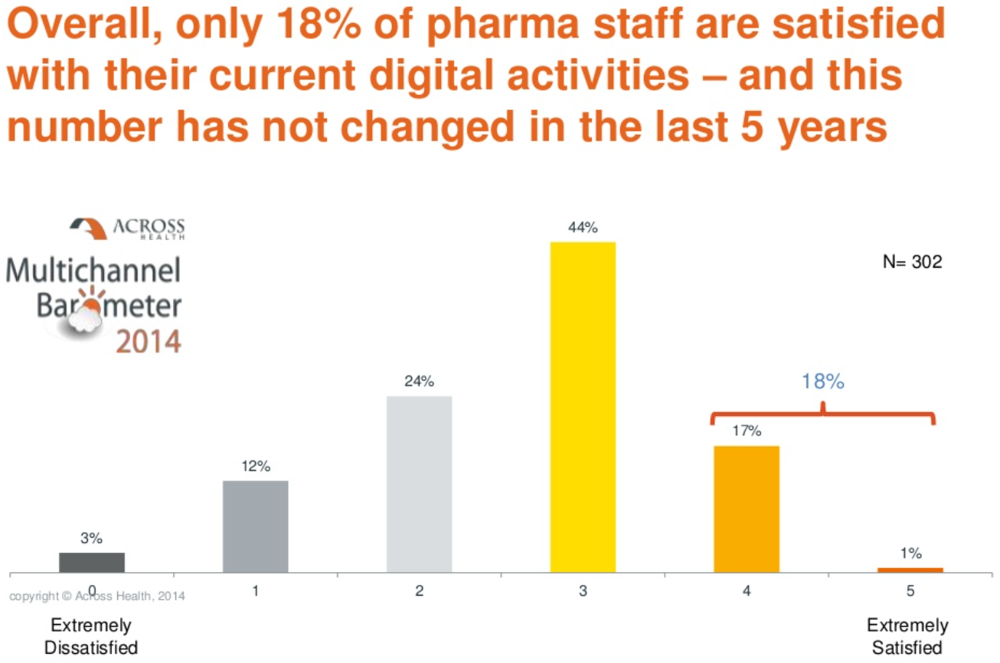 Overall, only 18% of pharma staff are satisfied
with their current digital activities – and this
number has not changed in the last 5 years
ACROSS
HEALTH
Multichannel
Barometer
2014
44%
N= 302
24%
18%
17%
12%
3%
1%
0
1
2
3
4
5
copyright © Across Health, 2014
Extremely
Dissatisfied
Extremely
Satisfied